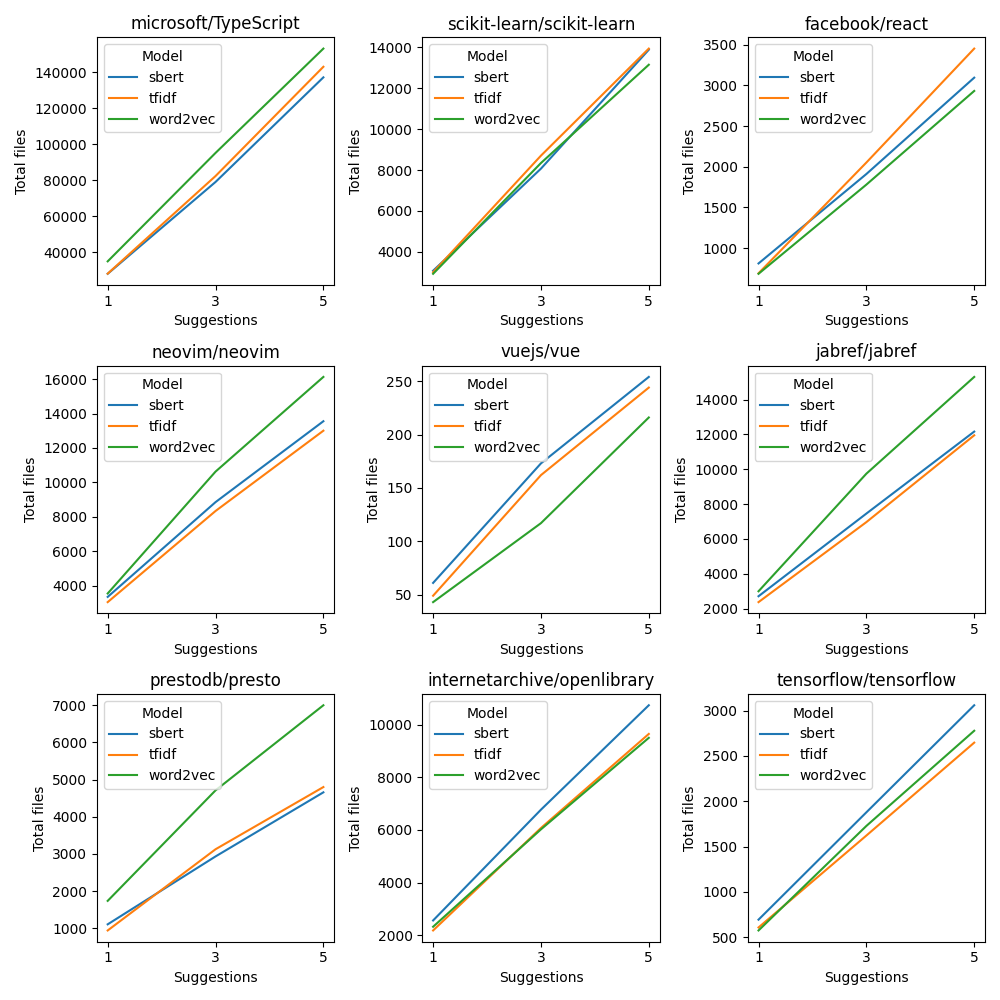 microsoft/TypeScript
Model
sbert
tfidf
word2vec
140000
120000
100000
80000
60000
40000
Total files
1 3 5
Suggestions
scikit-learn/scikit-learn
Model
sbert
tfidf
word2vec
14000
12000
10000
8000
6000
4000
Total files
1 3 5
Suggestions
facebook/react
Model
sbert
tfidf
word2vec
3500
3000
2500
2000
1500
1000
Total files
1 3 5
Suggestions
neovim/neovim
Model
sbert
tfidf
word2vec
16000
14000
12000
10000
8000
6000
4000
Total files
1 3 5
Suggestions
vuejs/vue
Model
sbert
tfidf
word2vec
250
200
150
100
50
Total files
1 3 5
Suggestions
jabref/jabref
Model
sbert
tfidf
word2vec
14000
12000
10000
8000
6000
4000
2000
Total files
1 3 5
Suggestions
prestodb/presto
Model
sbert
tfidf
word2vec
7000
6000
5000
4000
3000
2000
1000
Total files
1 3 5
Suggestions
internetarchive/openlibrary
Model
sbert
tfidf
word2vec
10000
8000
6000
4000
2000
Total files
1 3 5
Suggestions
tensorflow/tensorflow
Model
sbert
tfidf
word2vec
3000
2500
2000
1500
1000
500
Total files
1 3 5
Suggestions